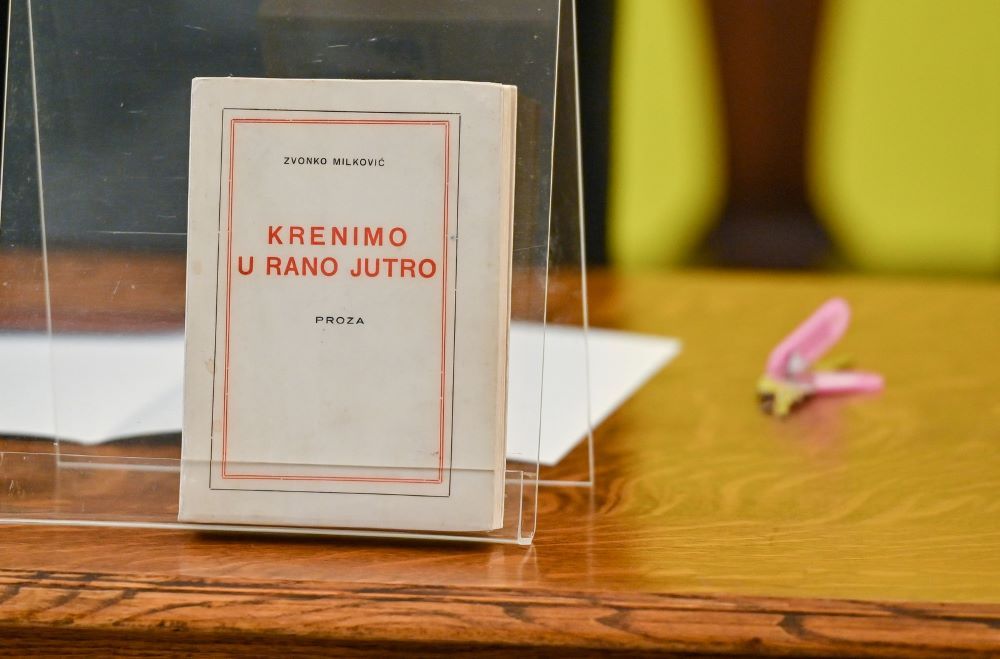 ZVONKO MILKOVIĆ
KRENIMO
U RANO JUTRO
PROZA